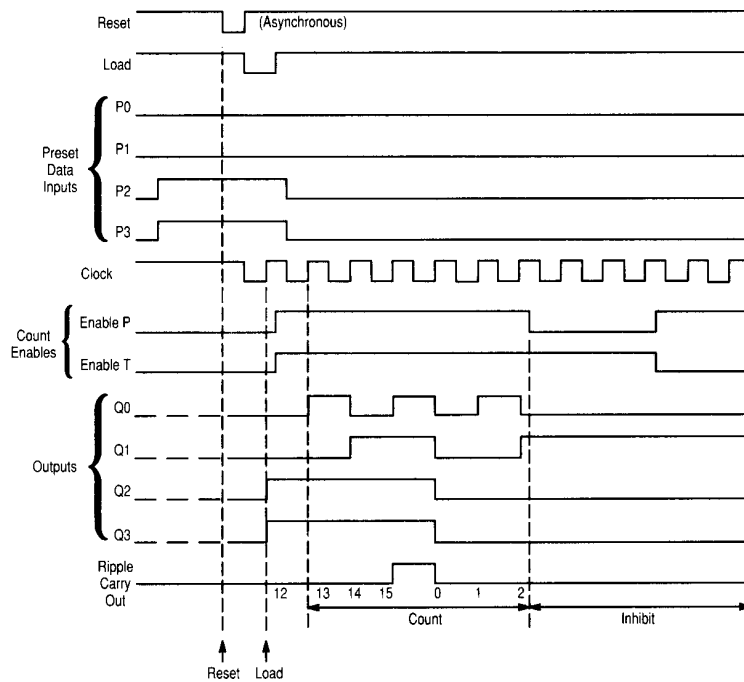 Reset
(Asynchronous)
Load
P0
P1
Preset
Data
Inputs
P2
P3
Clock
Enable P
Count
Enables
Enable T
Q0
Q1
Outputs
Q2
Q3
Ripple
Carry
Out
12 13 14 15 0 1 2
Count
Inhibit
Reset Load